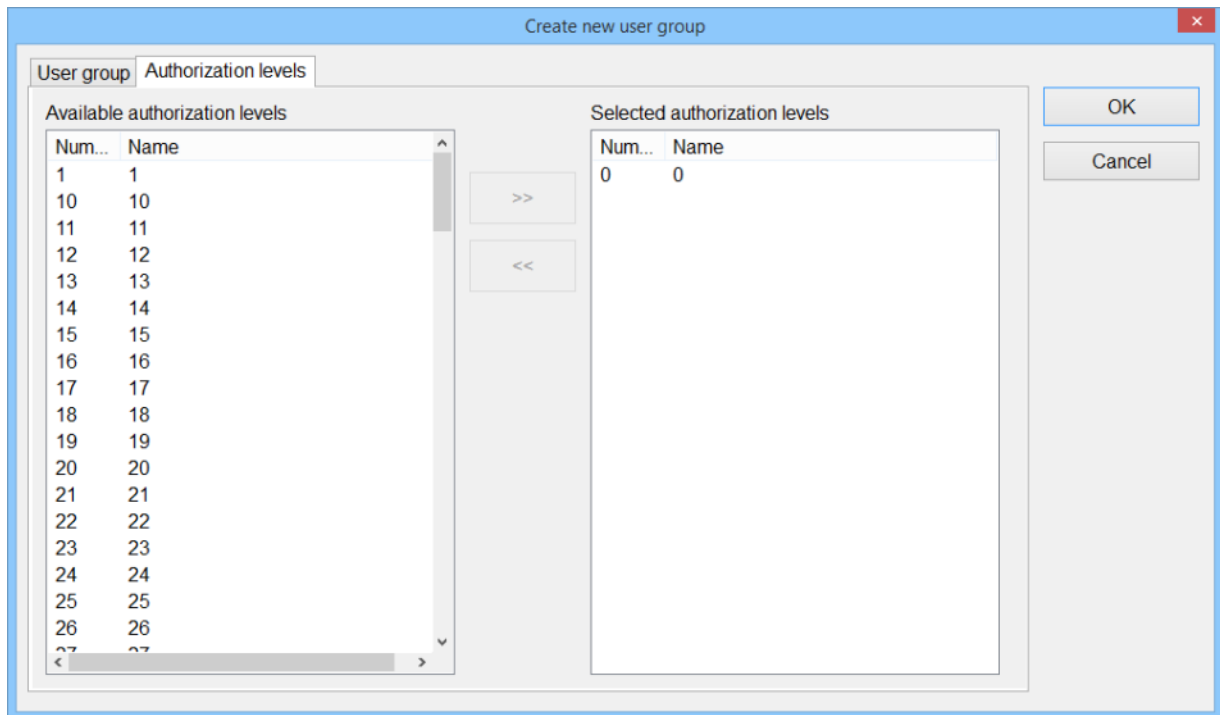 Create new user group
User group Authorization levels
Available authorization levels
Num... Name
1 1
10 10
11 11
12 12
13 13
14 14
15 15
16 16
17 17
18 18
19 19
20 20
21 21
22 22
23 23
24 24
25 25
26 26
27 27
>>
<<
Selected authorization levels
Num... Name
0 0
OK
Cancel